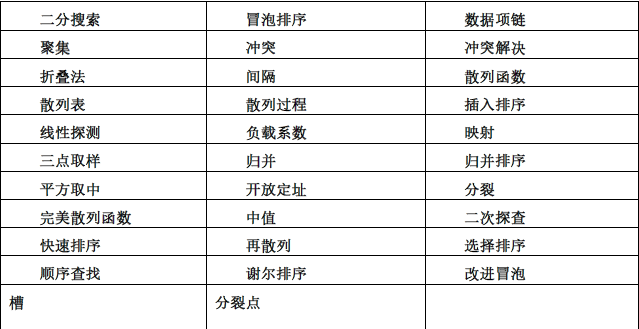 二分搜索 冒泡排序 数据项链
聚集 冲突 冲突解决
折叠法 间隔 散列函数
散列表 散列过程 插入排序
线性探测 负载系数 映射
三点取样 归并 归并排序
平方取中 开放定址 分裂
完美散列函数 中值 二次探查
快速排序 再散列 选择排序
顺序查找 谢尔排序 改进冒泡
槽 分裂点